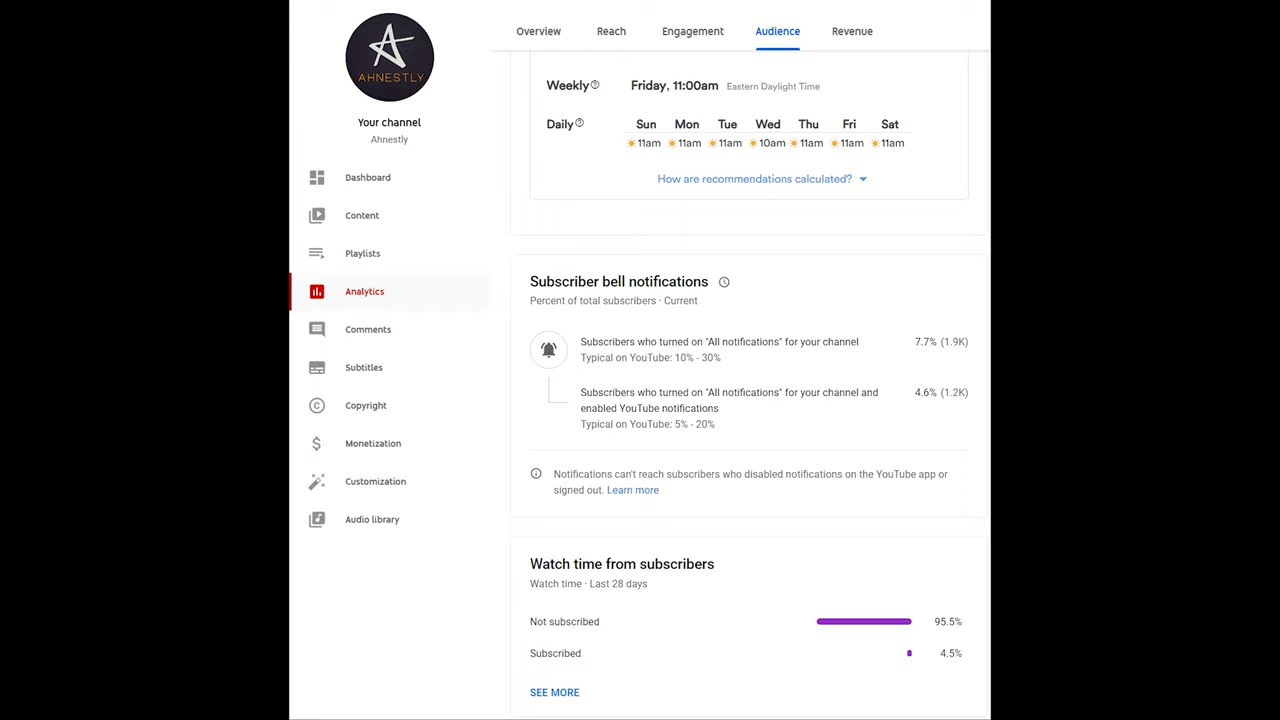 AHNESTLY
Your channel
Ahnestly
Dashboard
Content
Playlists
Analytics
Comments
Subtitles
Copyright
Monetization
Customization
Audio library
Overview Reach Engagement Audience Revenue
Weekly Friday, 11:00am Eastern Daylight Time
Daily Sun Mon Tue Wed Thu Fri Sat
11am 11am 11am 10am 11am 11am 11am
How are recommendations calculated?
Subscriber bell notifications
Percent of total subscribers · Current
Subscribers who turned on "All notifications" for your channel 7.7% (1.9K)
Typical on YouTube: 10% - 30%
Subscribers who turned on "All notifications" for your channel and 4.6% (1.2K)
enabled YouTube notifications
Typical on YouTube: 5% - 20%
Notifications can't reach subscribers who disabled notifications on the YouTube app or
signed out. Learn more
Watch time from subscribers
Watch time · Last 28 days
Not subscribed 95.5%
Subscribed 4.5%
SEE MORE